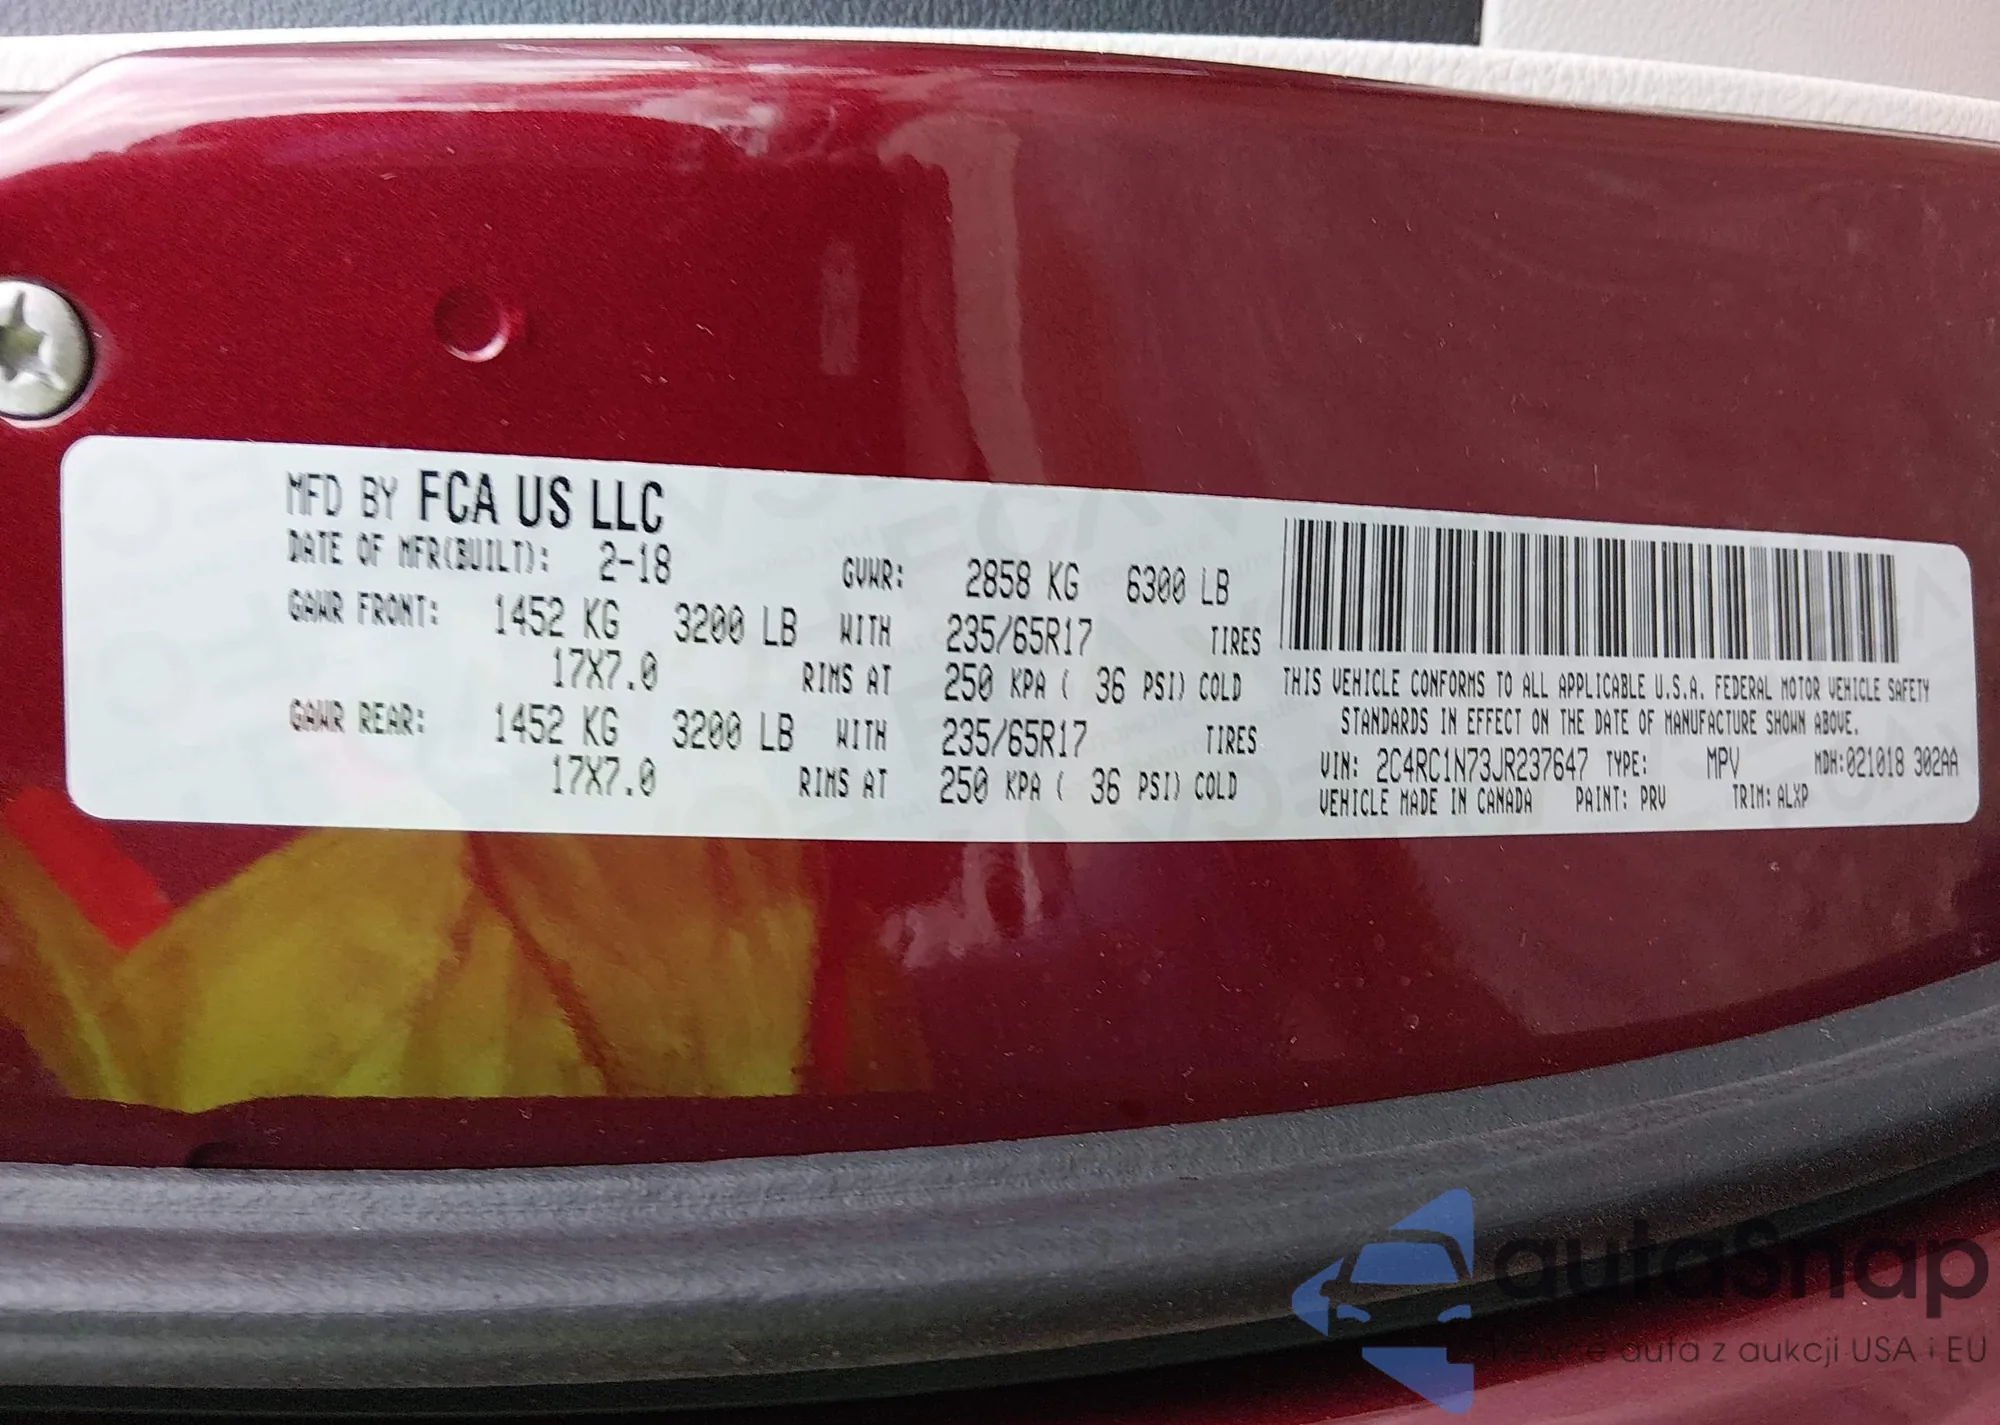 MFD BY FCA US LLC
DATE OF MFR(BUILT): 2-18 GVWR: 2858 KG 6300 LB
GAWR FRONT: 1452 KG 3200 LB WITH 235/65R17 TIRES
17X7.0 RIMS AT 250 KPA ( 36 PSI) COLD
GAWR REAR: 1452 KG 3200 LB WITH 235/65R17 TIRES
17X7.0 RIMS AT 250 KPA ( 36 PSI) COLD
THIS VEHICLE CONFORMS TO ALL APPLICABLE U.S.A. FEDERAL MOTOR VEHICLE SAFETY
STANDARDS IN EFFECT ON THE DATE OF MANUFACTURE SHOWN ABOVE.
VIN: 2C4RC1N73JR237647 TYPE: MPV MDH:021018 302AA
VEHICLE MADE IN CANADA PAINT: PRV TRIM: ALXP
autaSnap
auta z aukcji USA i EU